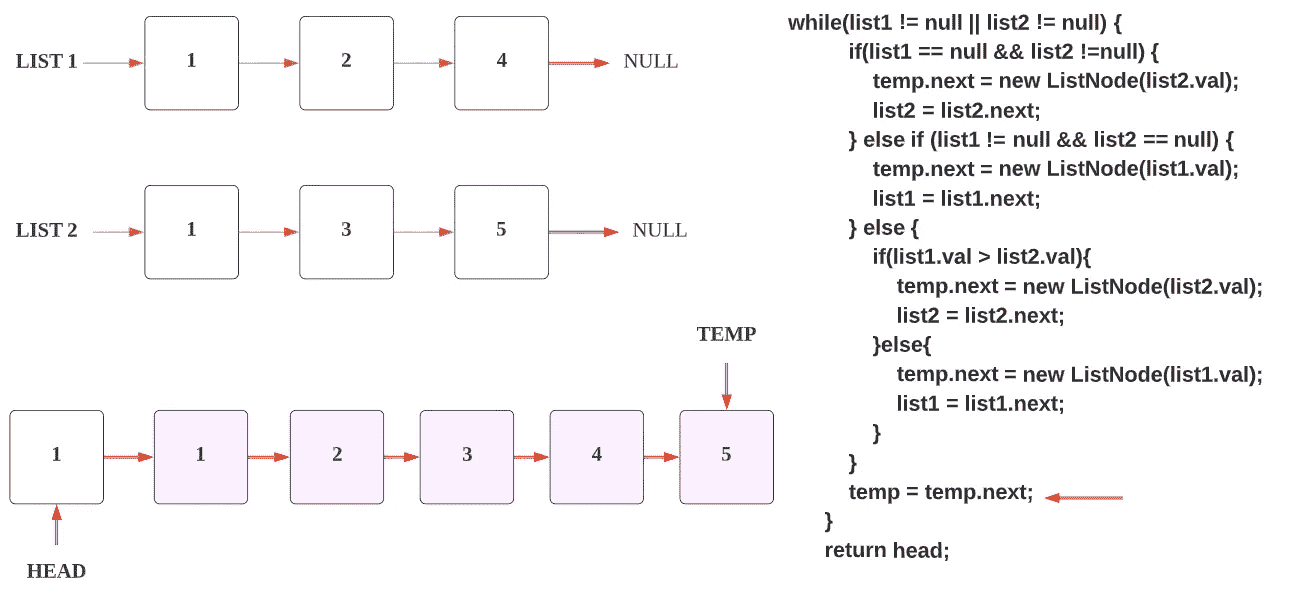 LIST 1 1 2 4 NULL
LIST 2 1 3 5 NULL
TEMP
1 1 2 3 4 5
HEAD
while(list1 != null || list2 != null) {
if(list1 == null && list2 !=null) {
temp.next = new ListNode(list2.val);
list2 = list2.next;
} else if (list1 != null && list2 == null) {
temp.next = new ListNode(list1.val);
list1 = list1.next;
} else {
if(list1.val > list2.val){
temp.next = new ListNode(list2.val);
list2 = list2.next;
}else{
temp.next = new ListNode(list1.val);
list1 = list1.next;
}
}
temp = temp.next;
}
return head;